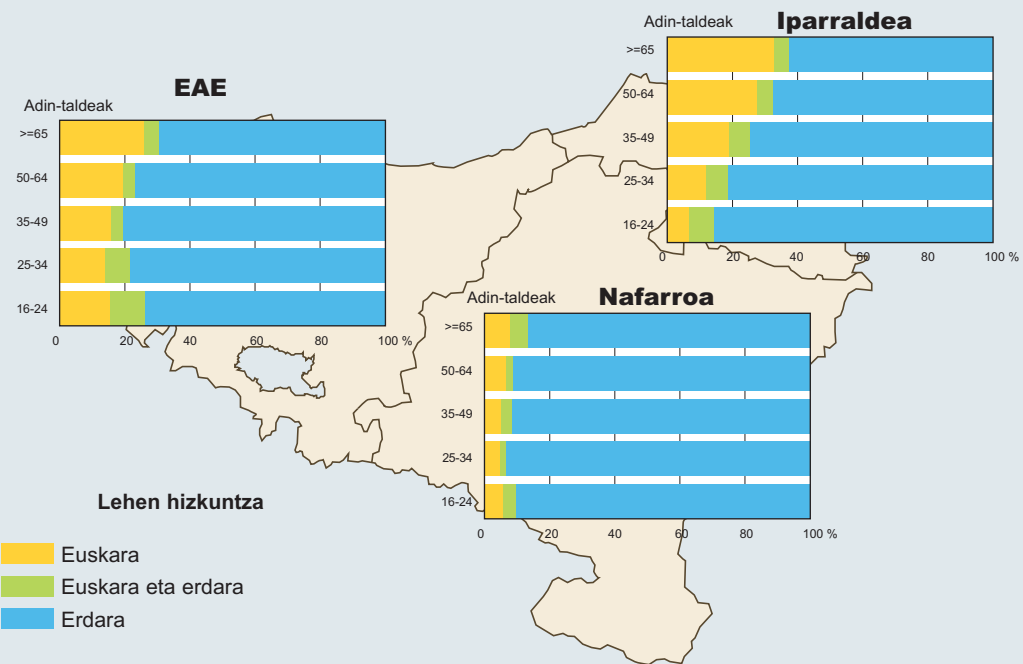 EAE
Adin-taldeak
>=65
50-64
35-49
25-34
16-24
0 20 40 60 80 100 %
Adin-taldeak Iparraldea
>=65
50-64
35-49
25-34
16-24
0 20 40 60 80 100 %
Adin-taldeak Nafarroa
>=65
50-64
35-49
25-34
16-24
0 20 40 60 80 100 %
Lehen hizkuntza
Euskara
Euskara eta erdara
Erdara